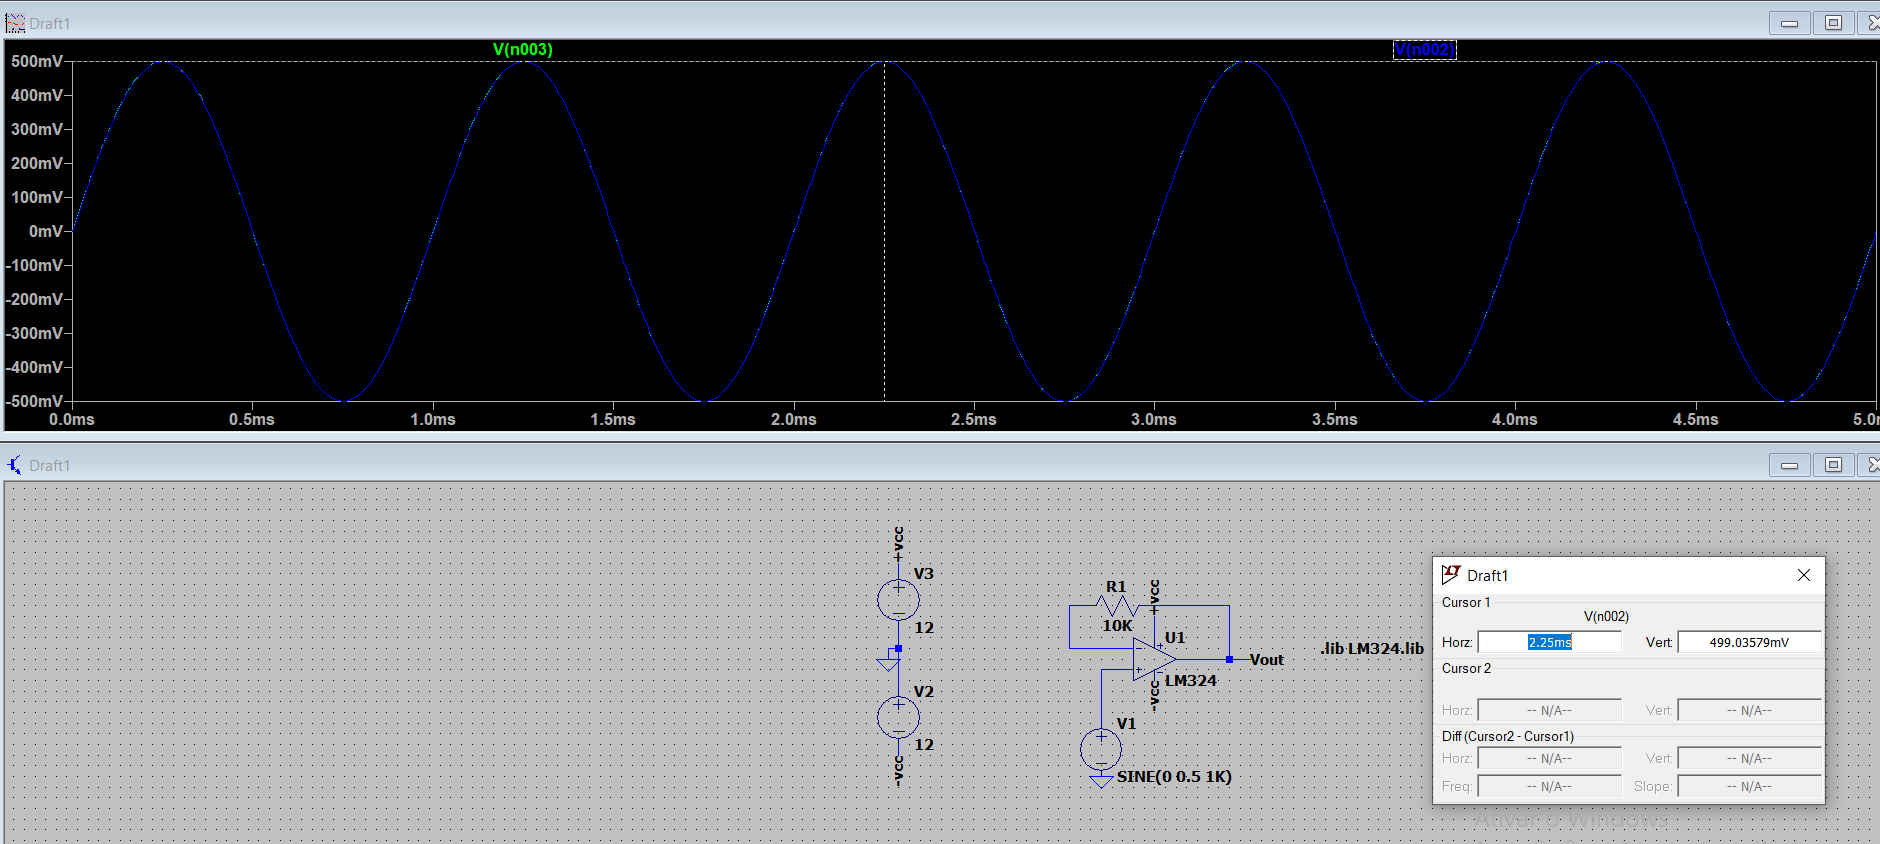 Draft1
V(n003)
V(n002)
500mV
400mV
300mV
200mV
100mV
0mV
-100mV
-200mV
-300mV
-400mV
-500mV
0.0ms
0.5ms
1.0ms
1.5ms
2.0ms
2.5ms
3.0ms
3.5ms
4.0ms
4.5ms
Draft1
+vcc
V3
12
V2
12
-vcc
R1
10K
+vcc
U1
LM324
-vcc
Vout
.lib LM324.lib
V1
SINE(0 0.5 1K)
Draft1
Cursor 1
V(n002)
Horz: 2.25ms Vert: 499.03579mV
Cursor 2
Horz: -- N/A-- Vert: -- N/A--
Diff (Cursor2 - Cursor1)
Horz: -- N/A-- Vert: -- N/A--
Freq: -- N/A-- Slope: -- N/A--
Ativar o Windows